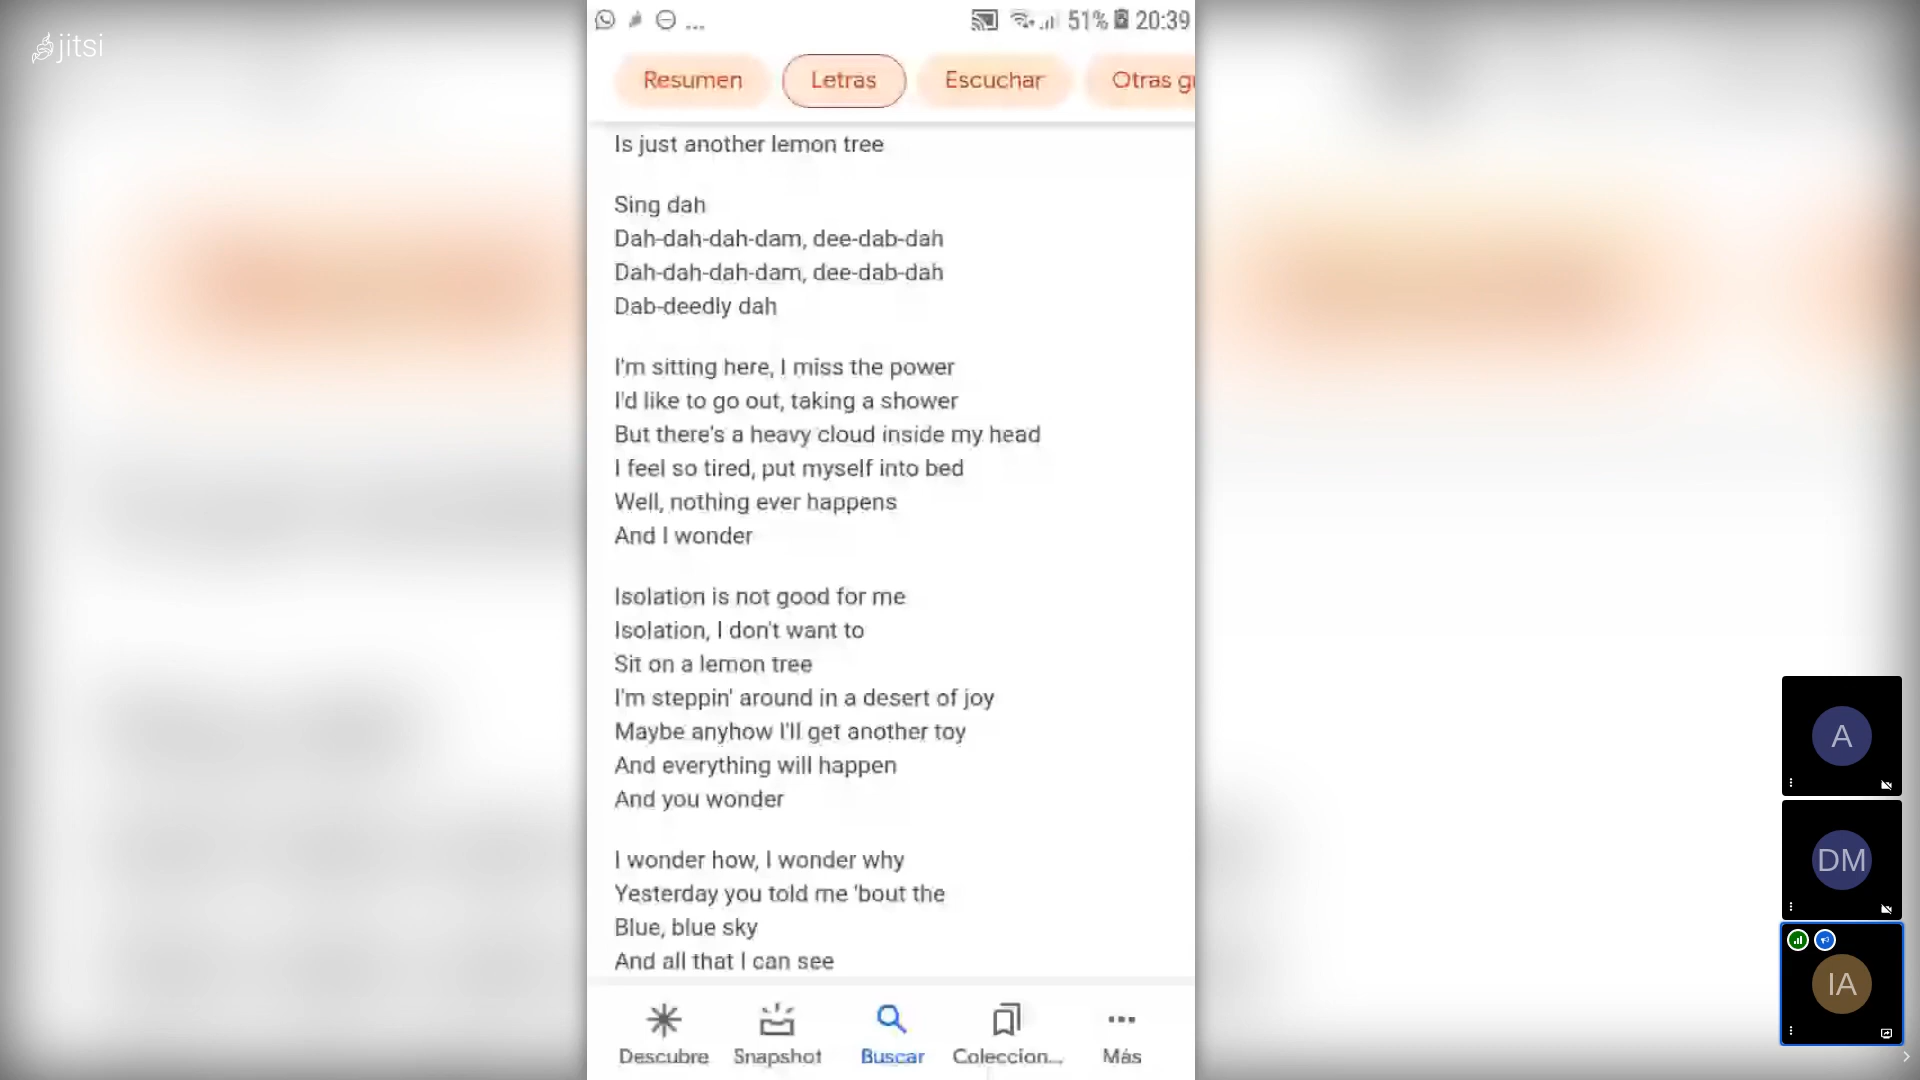 jitsi
... 51% 20:39
Resumen Letras Escuchar Otras g
Is just another lemon tree
Sing dah
Dah-dah-dah-dam, dee-dab-dah
Dah-dah-dah-dam, dee-dab-dah
Dab-deedly dah
I'm sitting here, I miss the power
I'd like to go out, taking a shower
But there's a heavy cloud inside my head
I feel so tired, put myself into bed
Well, nothing ever happens
And I wonder
Isolation is not good for me
Isolation, I don't want to
Sit on a lemon tree
I'm steppin' around in a desert of joy
Maybe anyhow I'll get another toy
And everything will happen
And you wonder
I wonder how, I wonder why
Yesterday you told me 'bout the
Blue, blue sky
And all that I can see
Descubre Snapshot Buscar Coleccion... Más
A
DM
IA